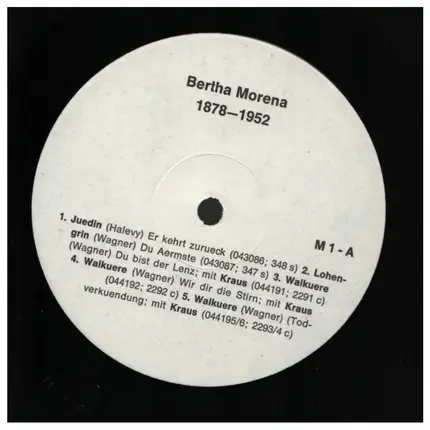 Bertha Morena
1878—1952
M 1 - A
1. Juedin (Halevy) Er kehrt zurueck (043086; 348 s) 2. Lohen-
grin (Wagner) Du Aermste (043087; 347 s) 3. Walkuere
(Wagner) Du bist der Lenz; mit Kraus (044191; 2291 c)
4. Walkuere (Wagner) Wir dir die Stirn; mit Kraus
(044192; 2292 c) 5. Walkuere (Wagner) (Tod-
verkuendung; mit Kraus (044195/6; 2293/4 c)